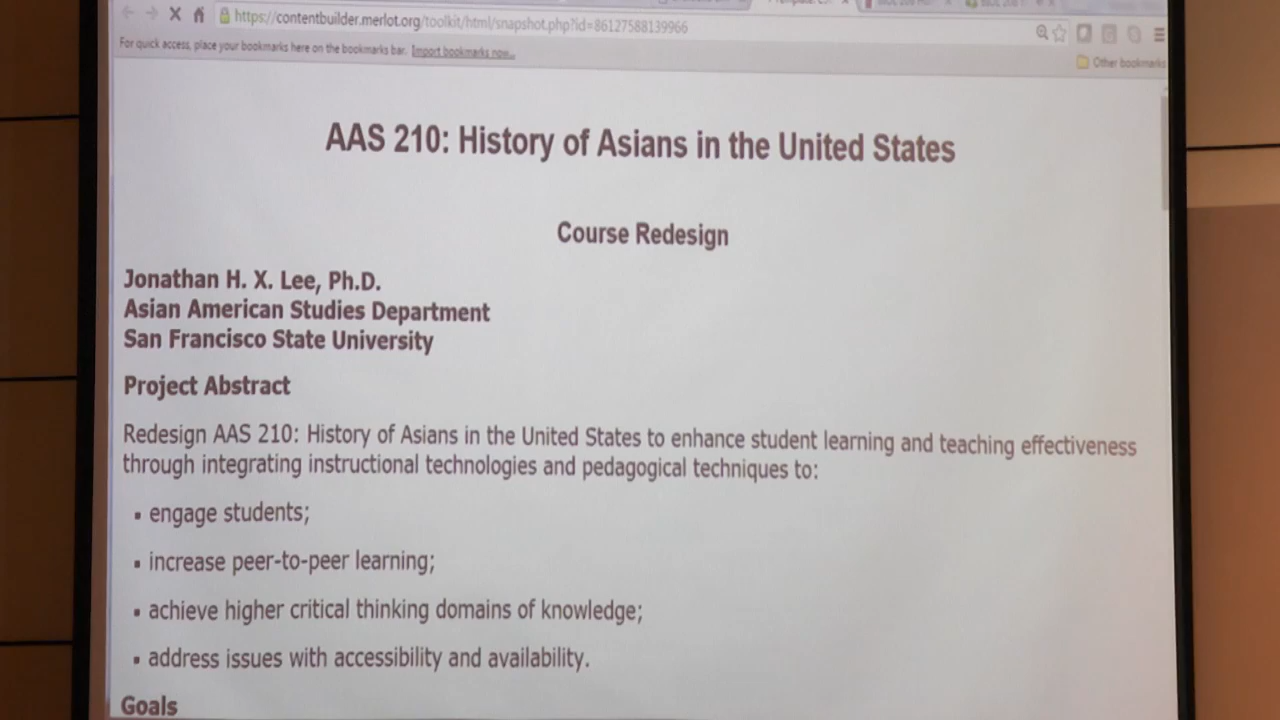 https://contentbuilder.merlot.org/toolkit/html/snapshot.php?id=86127588139966
For quick access, place your bookmarks here on the bookmarks bar. Import bookmarks now...
Other bookmarks
AAS 210: History of Asians in the United States
Course Redesign
Jonathan H. X. Lee, Ph.D.
Asian American Studies Department
San Francisco State University
Project Abstract
Redesign AAS 210: History of Asians in the United States to enhance student learning and teaching effectiveness
through integrating instructional technologies and pedagogical techniques to:
▪ engage students;
▪ increase peer-to-peer learning;
▪ achieve higher critical thinking domains of knowledge;
▪ address issues with accessibility and availability.
Goals